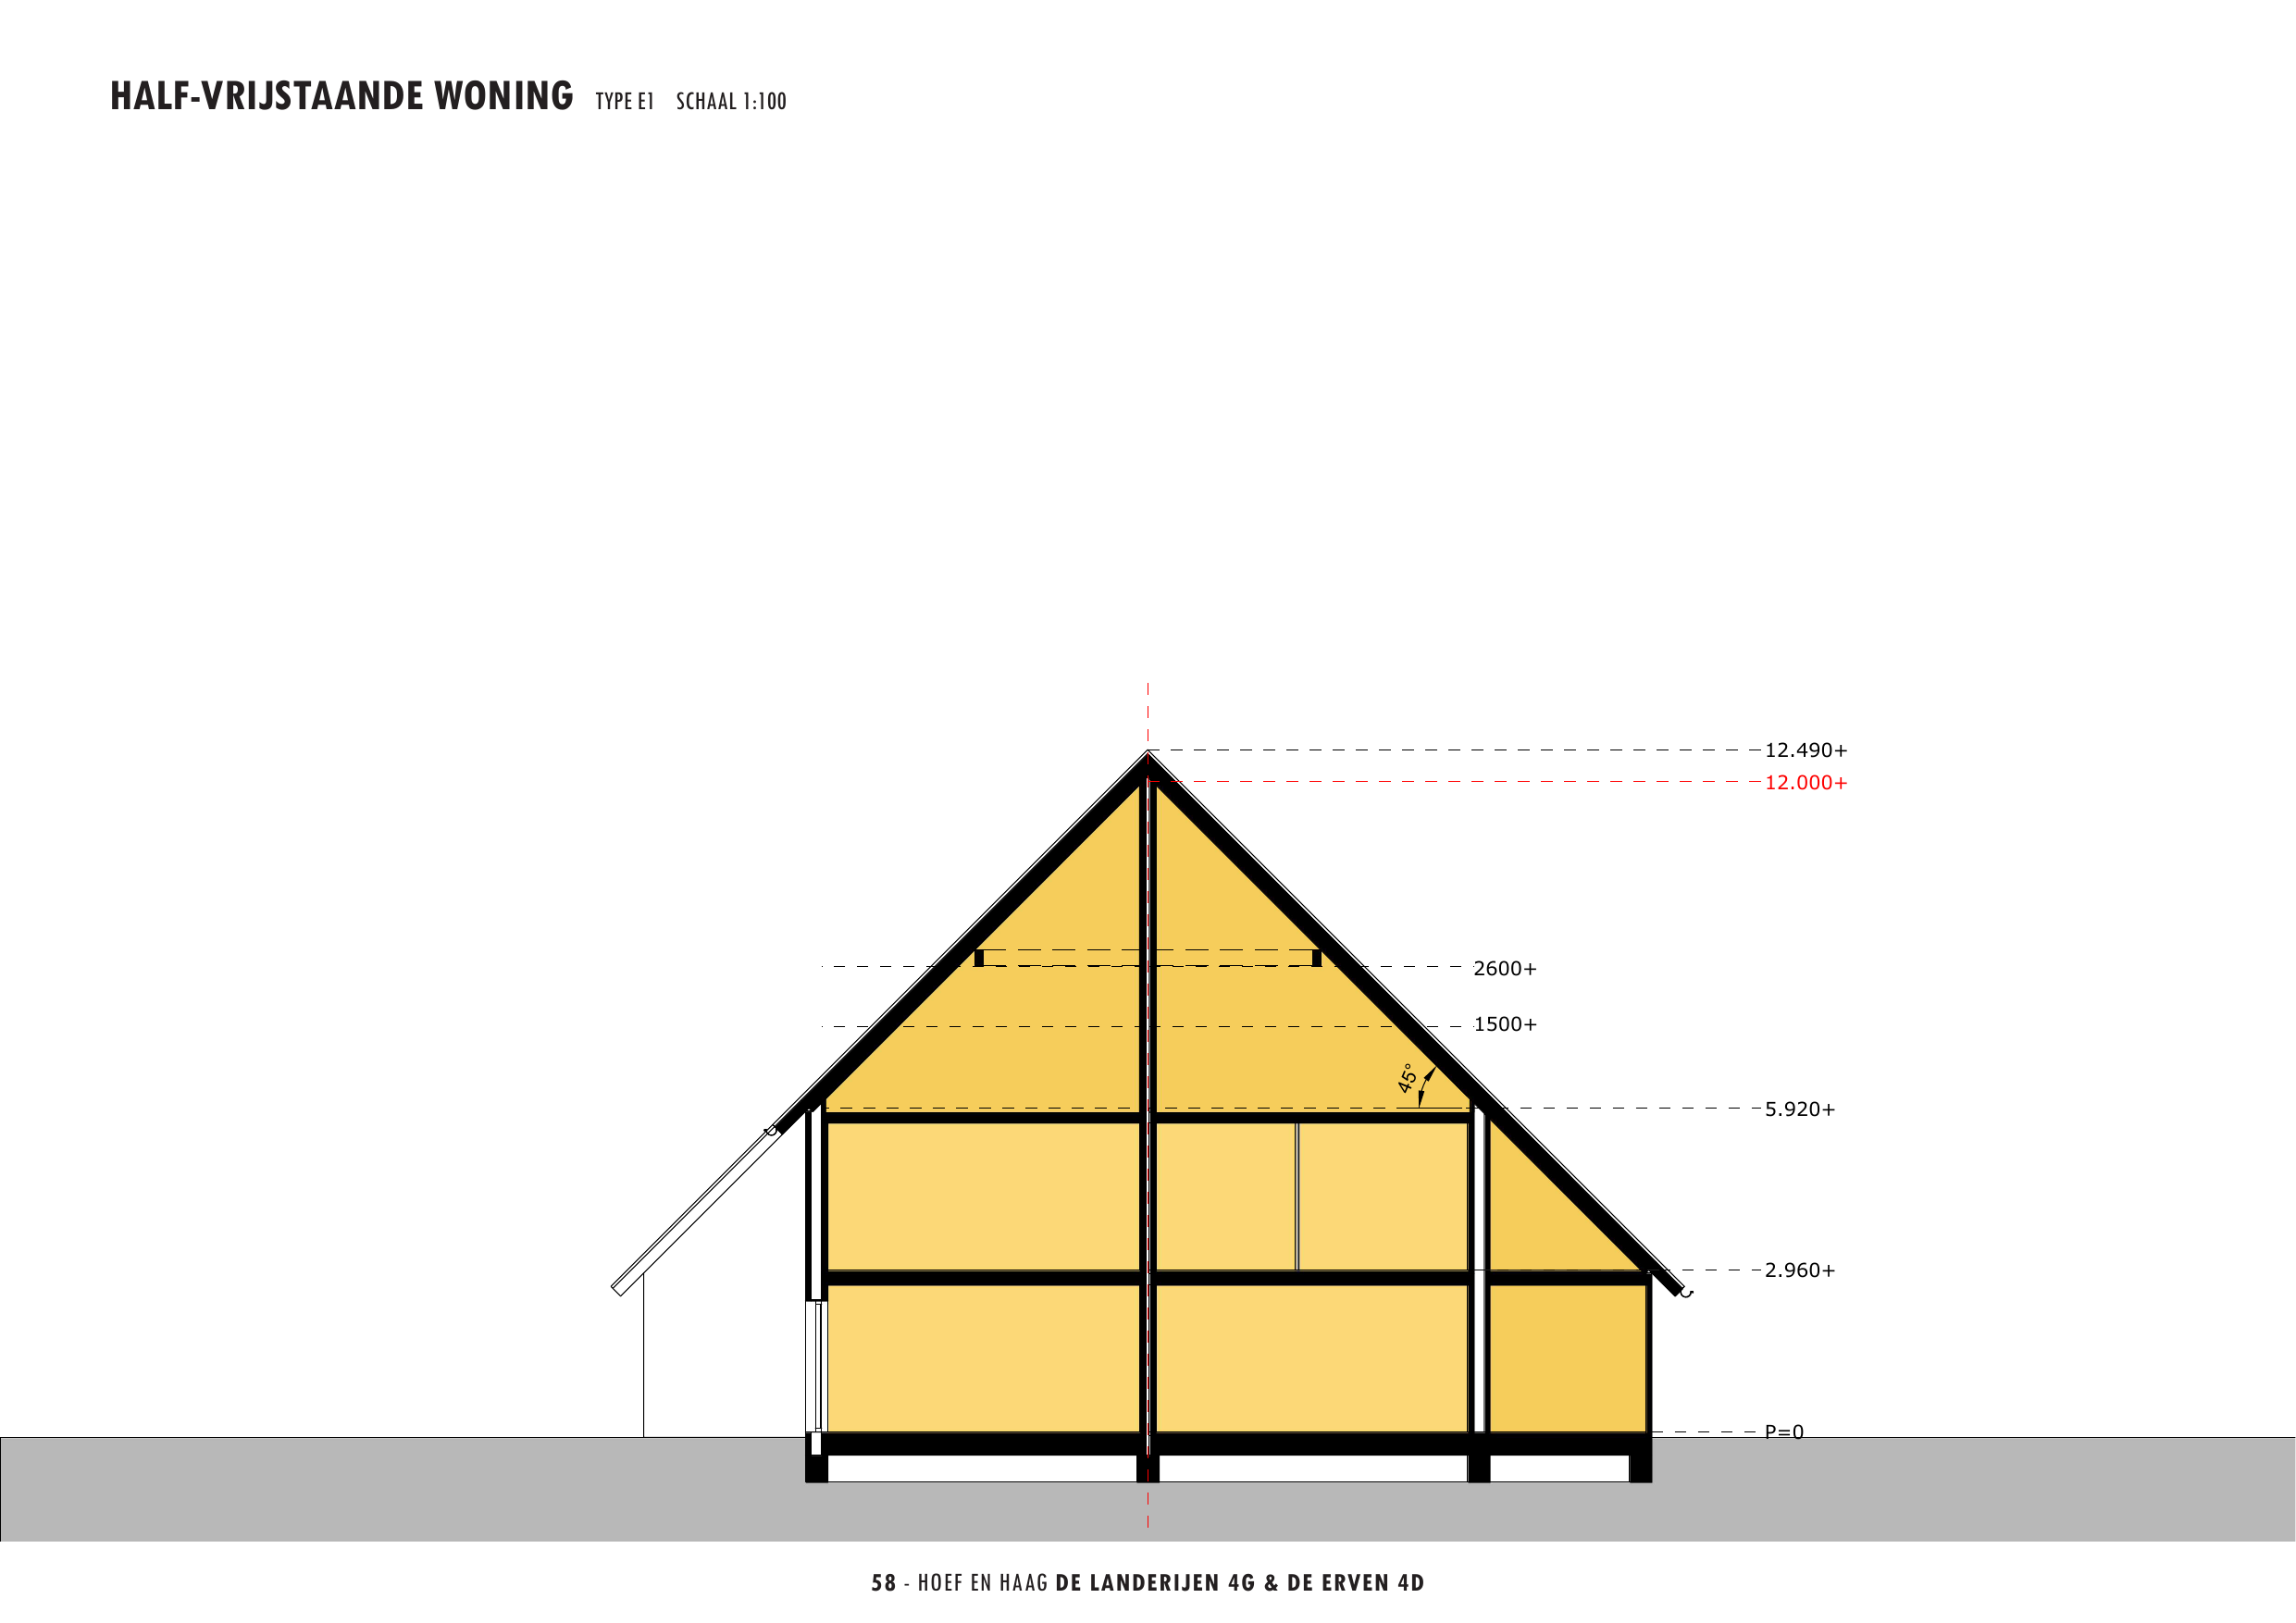 HALF-VRIJSTAANDE WONING TYPE E1 SCHAAL 1:100
12.490+
12.000+
2600+
1500+
45°
5.920+
2.960+
P=0
58 - HOEF EN HAAG DE LANDERIJEN 4G & DE ERVEN 4D